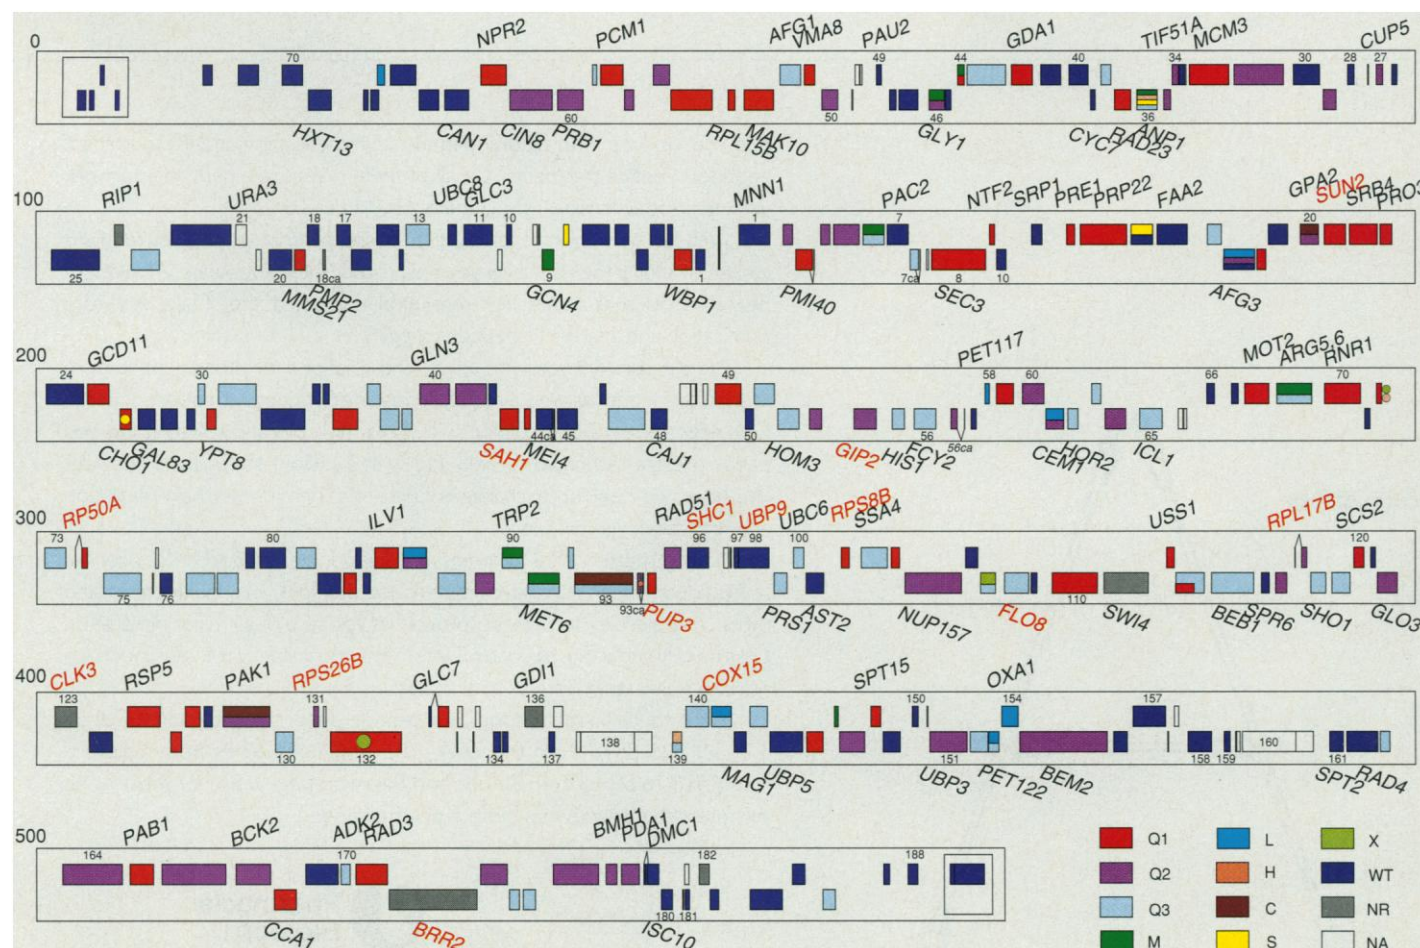 NPR2 PCM1 AFG1 VMA8 PAU2 GDA1 TIF51A MCM3 CUP5
0
70 49 44 40 34 30 28 27
60 50 46 36
HXT13 CAN1 CIN8 PRB1 RPL15B MAK10 GLY1 CYC7 RAD23 ANP1
RIP1 URA3 UBC8 GLC3 MNN1 PAC2 NTF2 SRP1 PRE1 PRP22 FAA2 GPA2 SUN2 SRB4 PRO3
100
21 18 17 13 11 10 1 7 20
25 20 18ca 9 1 7ca 8 10
MMS21 PMP2 GCN4 WBP1 PMI40 SEC3 AFG3
200
GCD11 GLN3 PET117 MOT2 ARG5,6 RNR1
24 30 40 49 58 60 66 70
44ca 45 48 50 56 56ca 65
CHO1 GAL83 YPT8 SAH1 MEI4 CAJ1 HOM3 GIP2 HIS1 FCY2 CEM1 HOR2 ICL1
300
RP50A ILV1 TRP2 RAD51 SHC1 UBP9 UBC6 RPS8B SSA4 USS1 RPL17B SCS2
73 80 90 96 97 98 100 120
75 76 93 93ca 110
MET6 PUP3 PRS1 AST2 NUP157 FLO8 SWI4 BEB1 SPR6 SHO1 GLO3
400
CLK3 RSP5 PAK1 RPS26B GLC7 GDI1 COX15 SPT15 OXA1
123 131 136 140 150 154 157
130 132 134 137 138 139 151 158 159 160 161
MAG1 UBP5 UBP3 PET122 BEM2 SPT2 RAD4
500
PAB1 BCK2 ADK2 RAD3 BMH1 PDA1 DMC1
164 170 182 188
180 181
CCA1 BRR2 ISC10
Q1 L X
Q2 H WT
Q3 C NR
M S NA